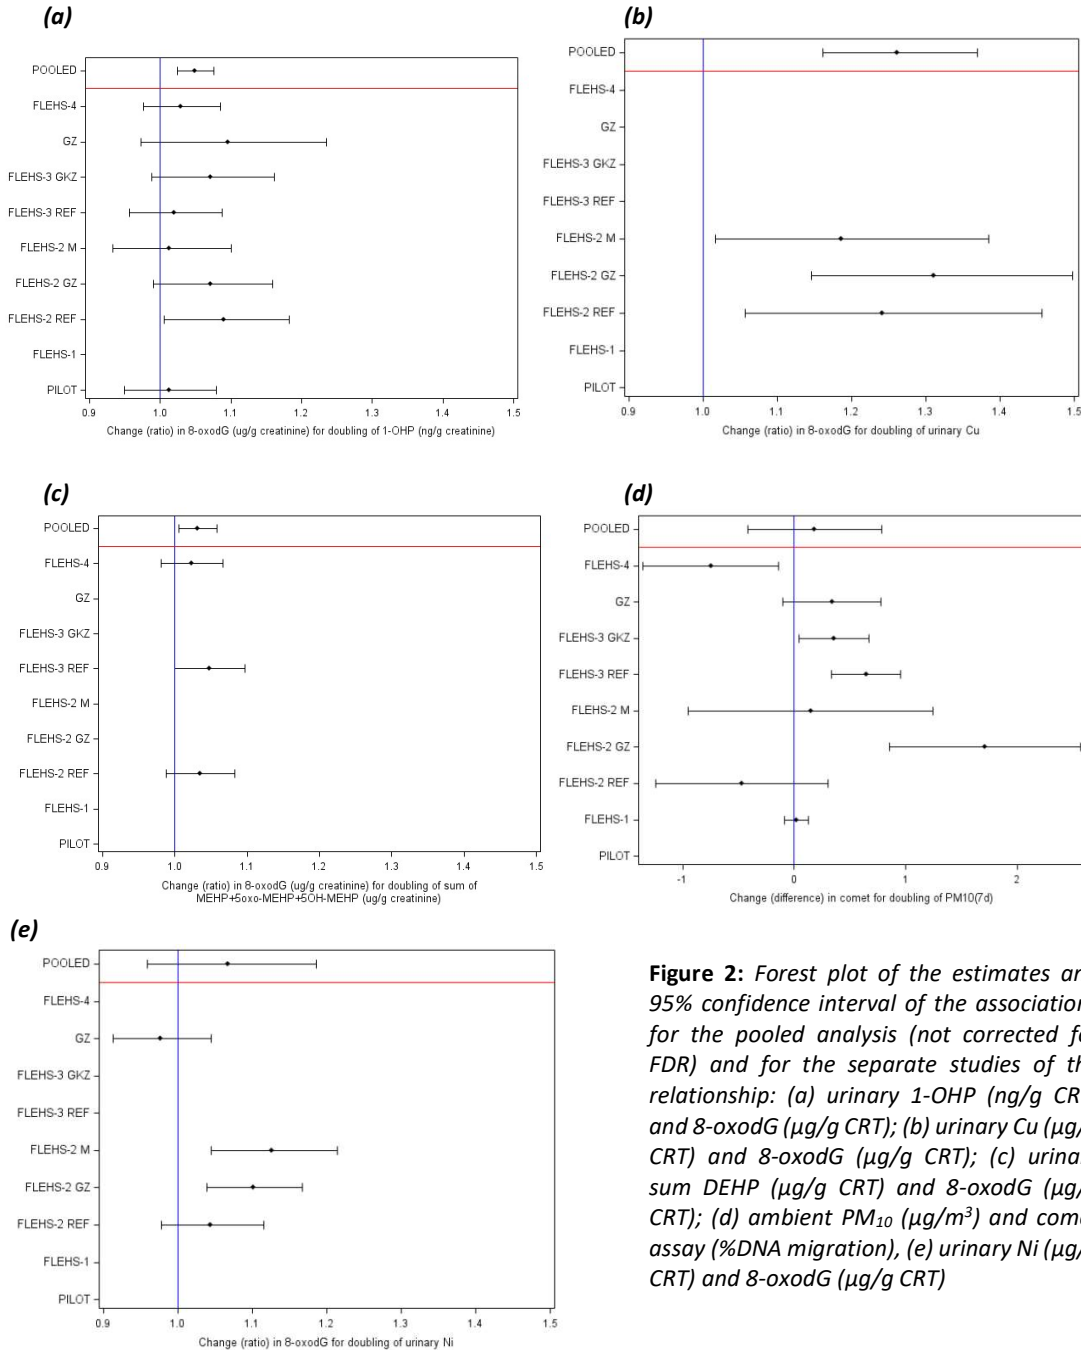 (a)
POOLED
FLEHS-4
GZ
FLEHS-3 GKZ
FLEHS-3 REF
FLEHS-2 M
FLEHS-2 GZ
FLEHS-2 REF
FLEHS-1
PILOT
0.9 1.0 1.1 1.2 1.3 1.4 1.5
Change (ratio) in 8-oxodG (ug/g creatinine) for doubling of 1-OHP (ng/g creatinine)
(b)
POOLED
FLEHS-4
GZ
FLEHS-3 GKZ
FLEHS-3 REF
FLEHS-2 M
FLEHS-2 GZ
FLEHS-2 REF
FLEHS-1
PILOT
0.9 1.0 1.1 1.2 1.3 1.4 1.5
Change (ratio) in 8-oxodG for doubling of urinary Cu
(c)
POOLED
FLEHS-4
GZ
FLEHS-3 GKZ
FLEHS-3 REF
FLEHS-2 M
FLEHS-2 GZ
FLEHS-2 REF
FLEHS-1
PILOT
0.9 1.0 1.1 1.2 1.3 1.4 1.5
Change (ratio) in 8-oxodG (ug/g creatinine) for doubling of sum of
MEHP+5oxo-MEHP+5OH-MEHP (ug/g creatinine)
(d)
POOLED
FLEHS-4
GZ
FLEHS-3 GKZ
FLEHS-3 REF
FLEHS-2 M
FLEHS-2 GZ
FLEHS-2 REF
FLEHS-1
PILOT
-1 0 1 2
Change (difference) in comet for doubling of PM10(7d)
(e)
POOLED
FLEHS-4
GZ
FLEHS-3 GKZ
FLEHS-3 REF
FLEHS-2 M
FLEHS-2 GZ
FLEHS-2 REF
FLEHS-1
PILOT
0.9 1.0 1.1 1.2 1.3 1.4 1.5
Change (ratio) in 8-oxodG for doubling of urinary Ni
Figure 2: Forest plot of the estimates an
95% confidence interval of the association
for the pooled analysis (not corrected fo
FDR) and for the separate studies of th
relationship: (a) urinary 1-OHP (ng/g CR
and 8-oxodG (µg/g CRT); (b) urinary Cu (µg/
CRT) and 8-oxodG (µg/g CRT); (c) urinar
sum DEHP (µg/g CRT) and 8-oxodG (µg/
CRT); (d) ambient PM10 (µg/m³) and come
assay (%DNA migration), (e) urinary Ni (µg/
CRT) and 8-oxodG (µg/g CRT)